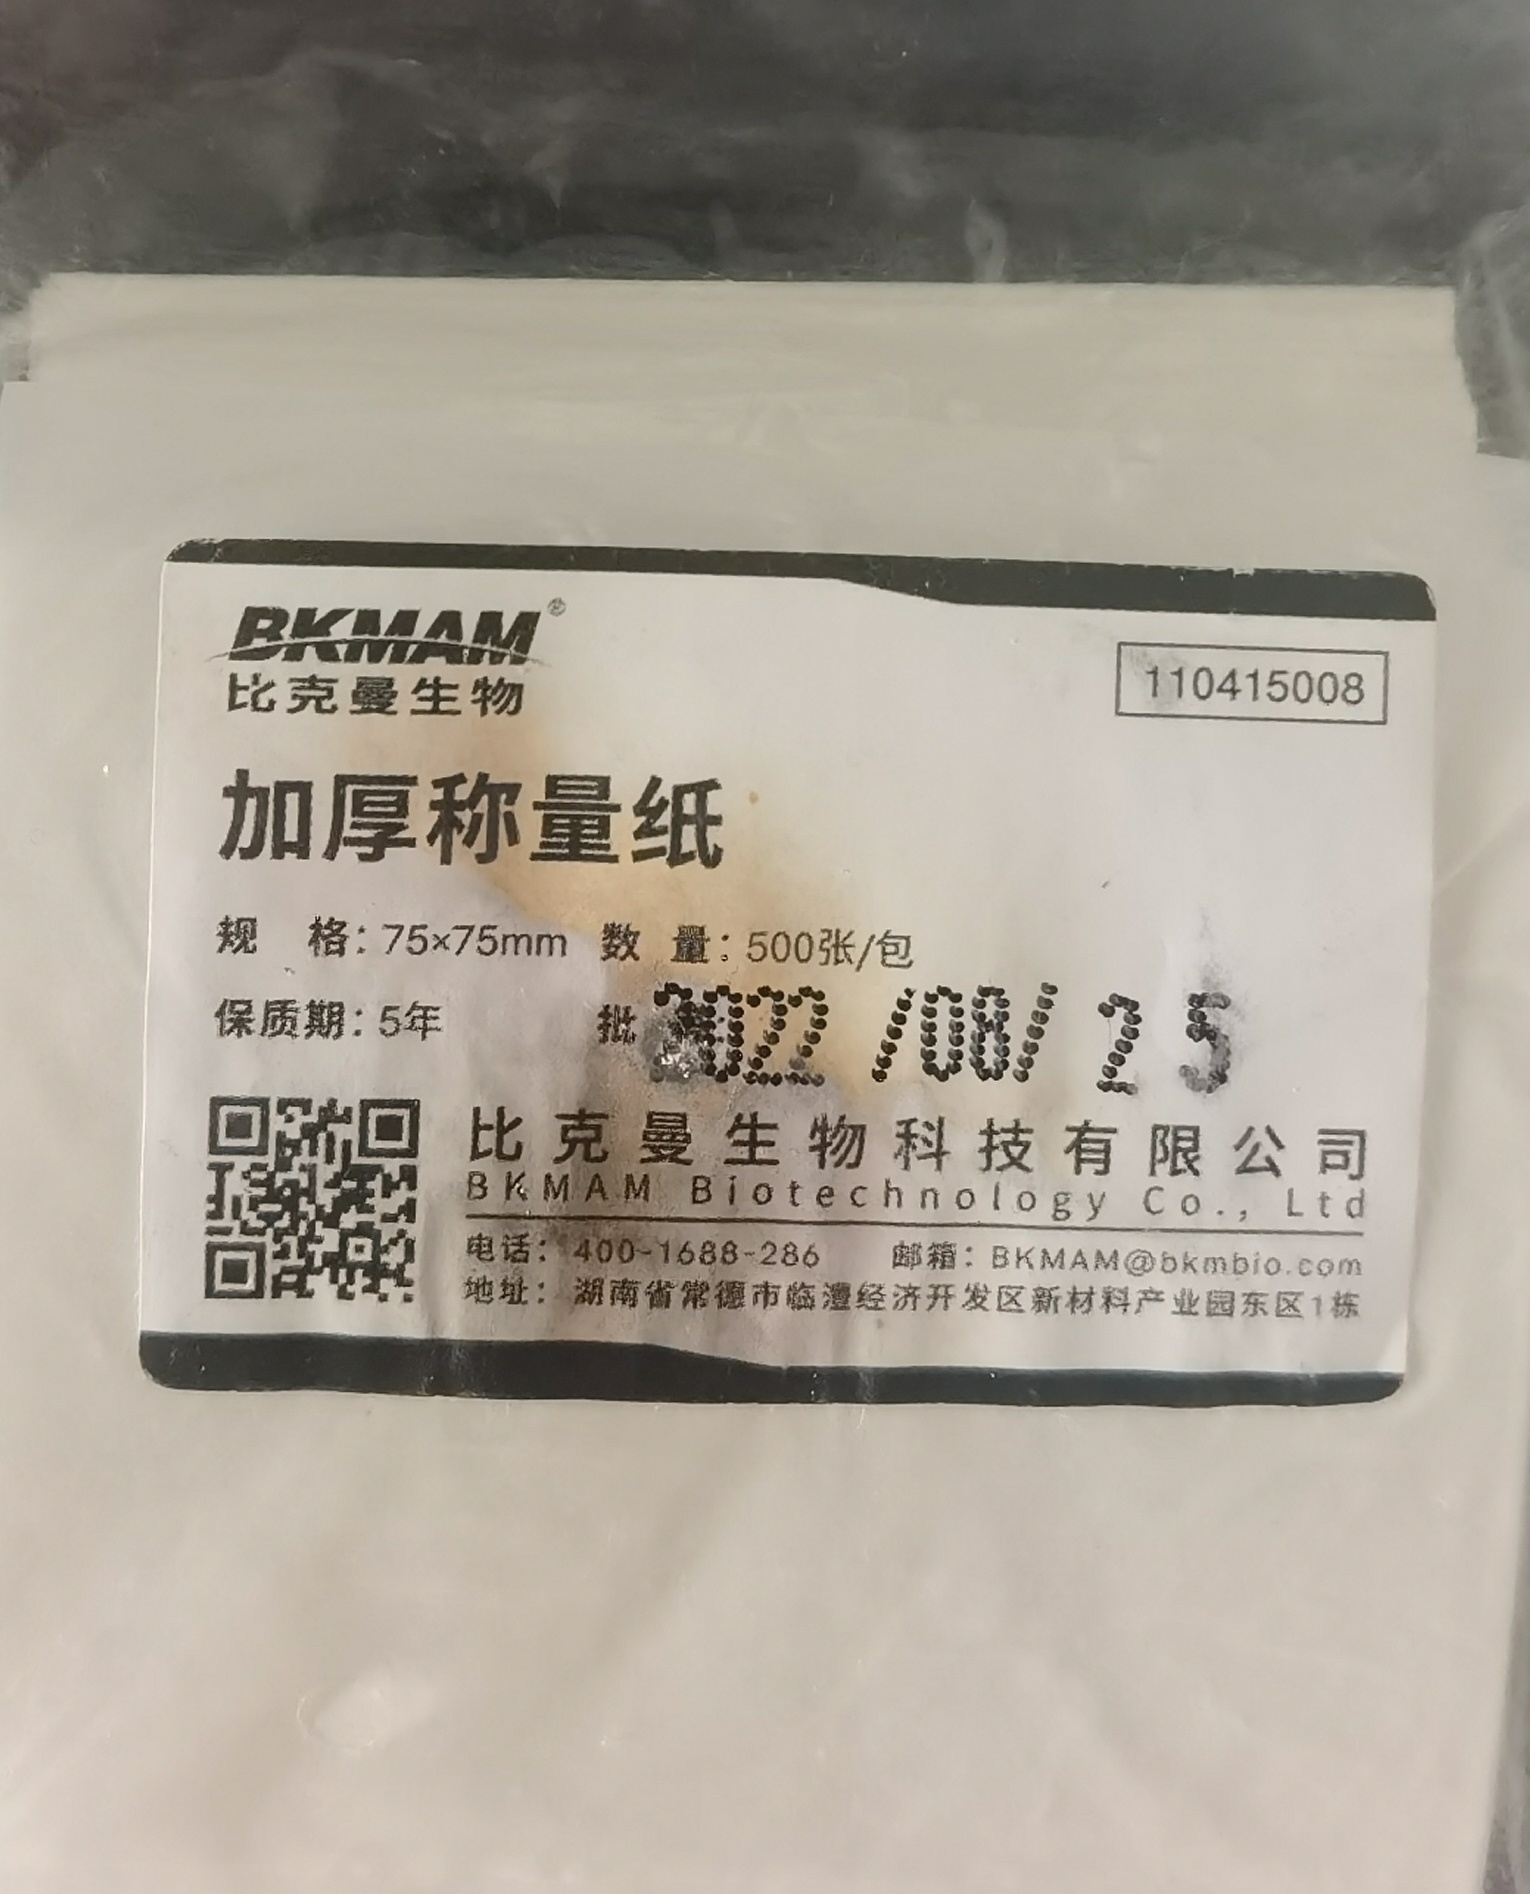 BKMAM®
比克曼生物
110415008
加厚称量纸
规 格：75×75mm 数 量：500张/包
保质期：5年 批 2022/08/25
比克曼生物科技有限公司
BKMAM Biotechnology Co., Ltd
电话：400-1688-286 邮箱：BKMAM@bkmbio.com
地址：湖南省常德市临澧经济开发区新材料产业园东区1栋